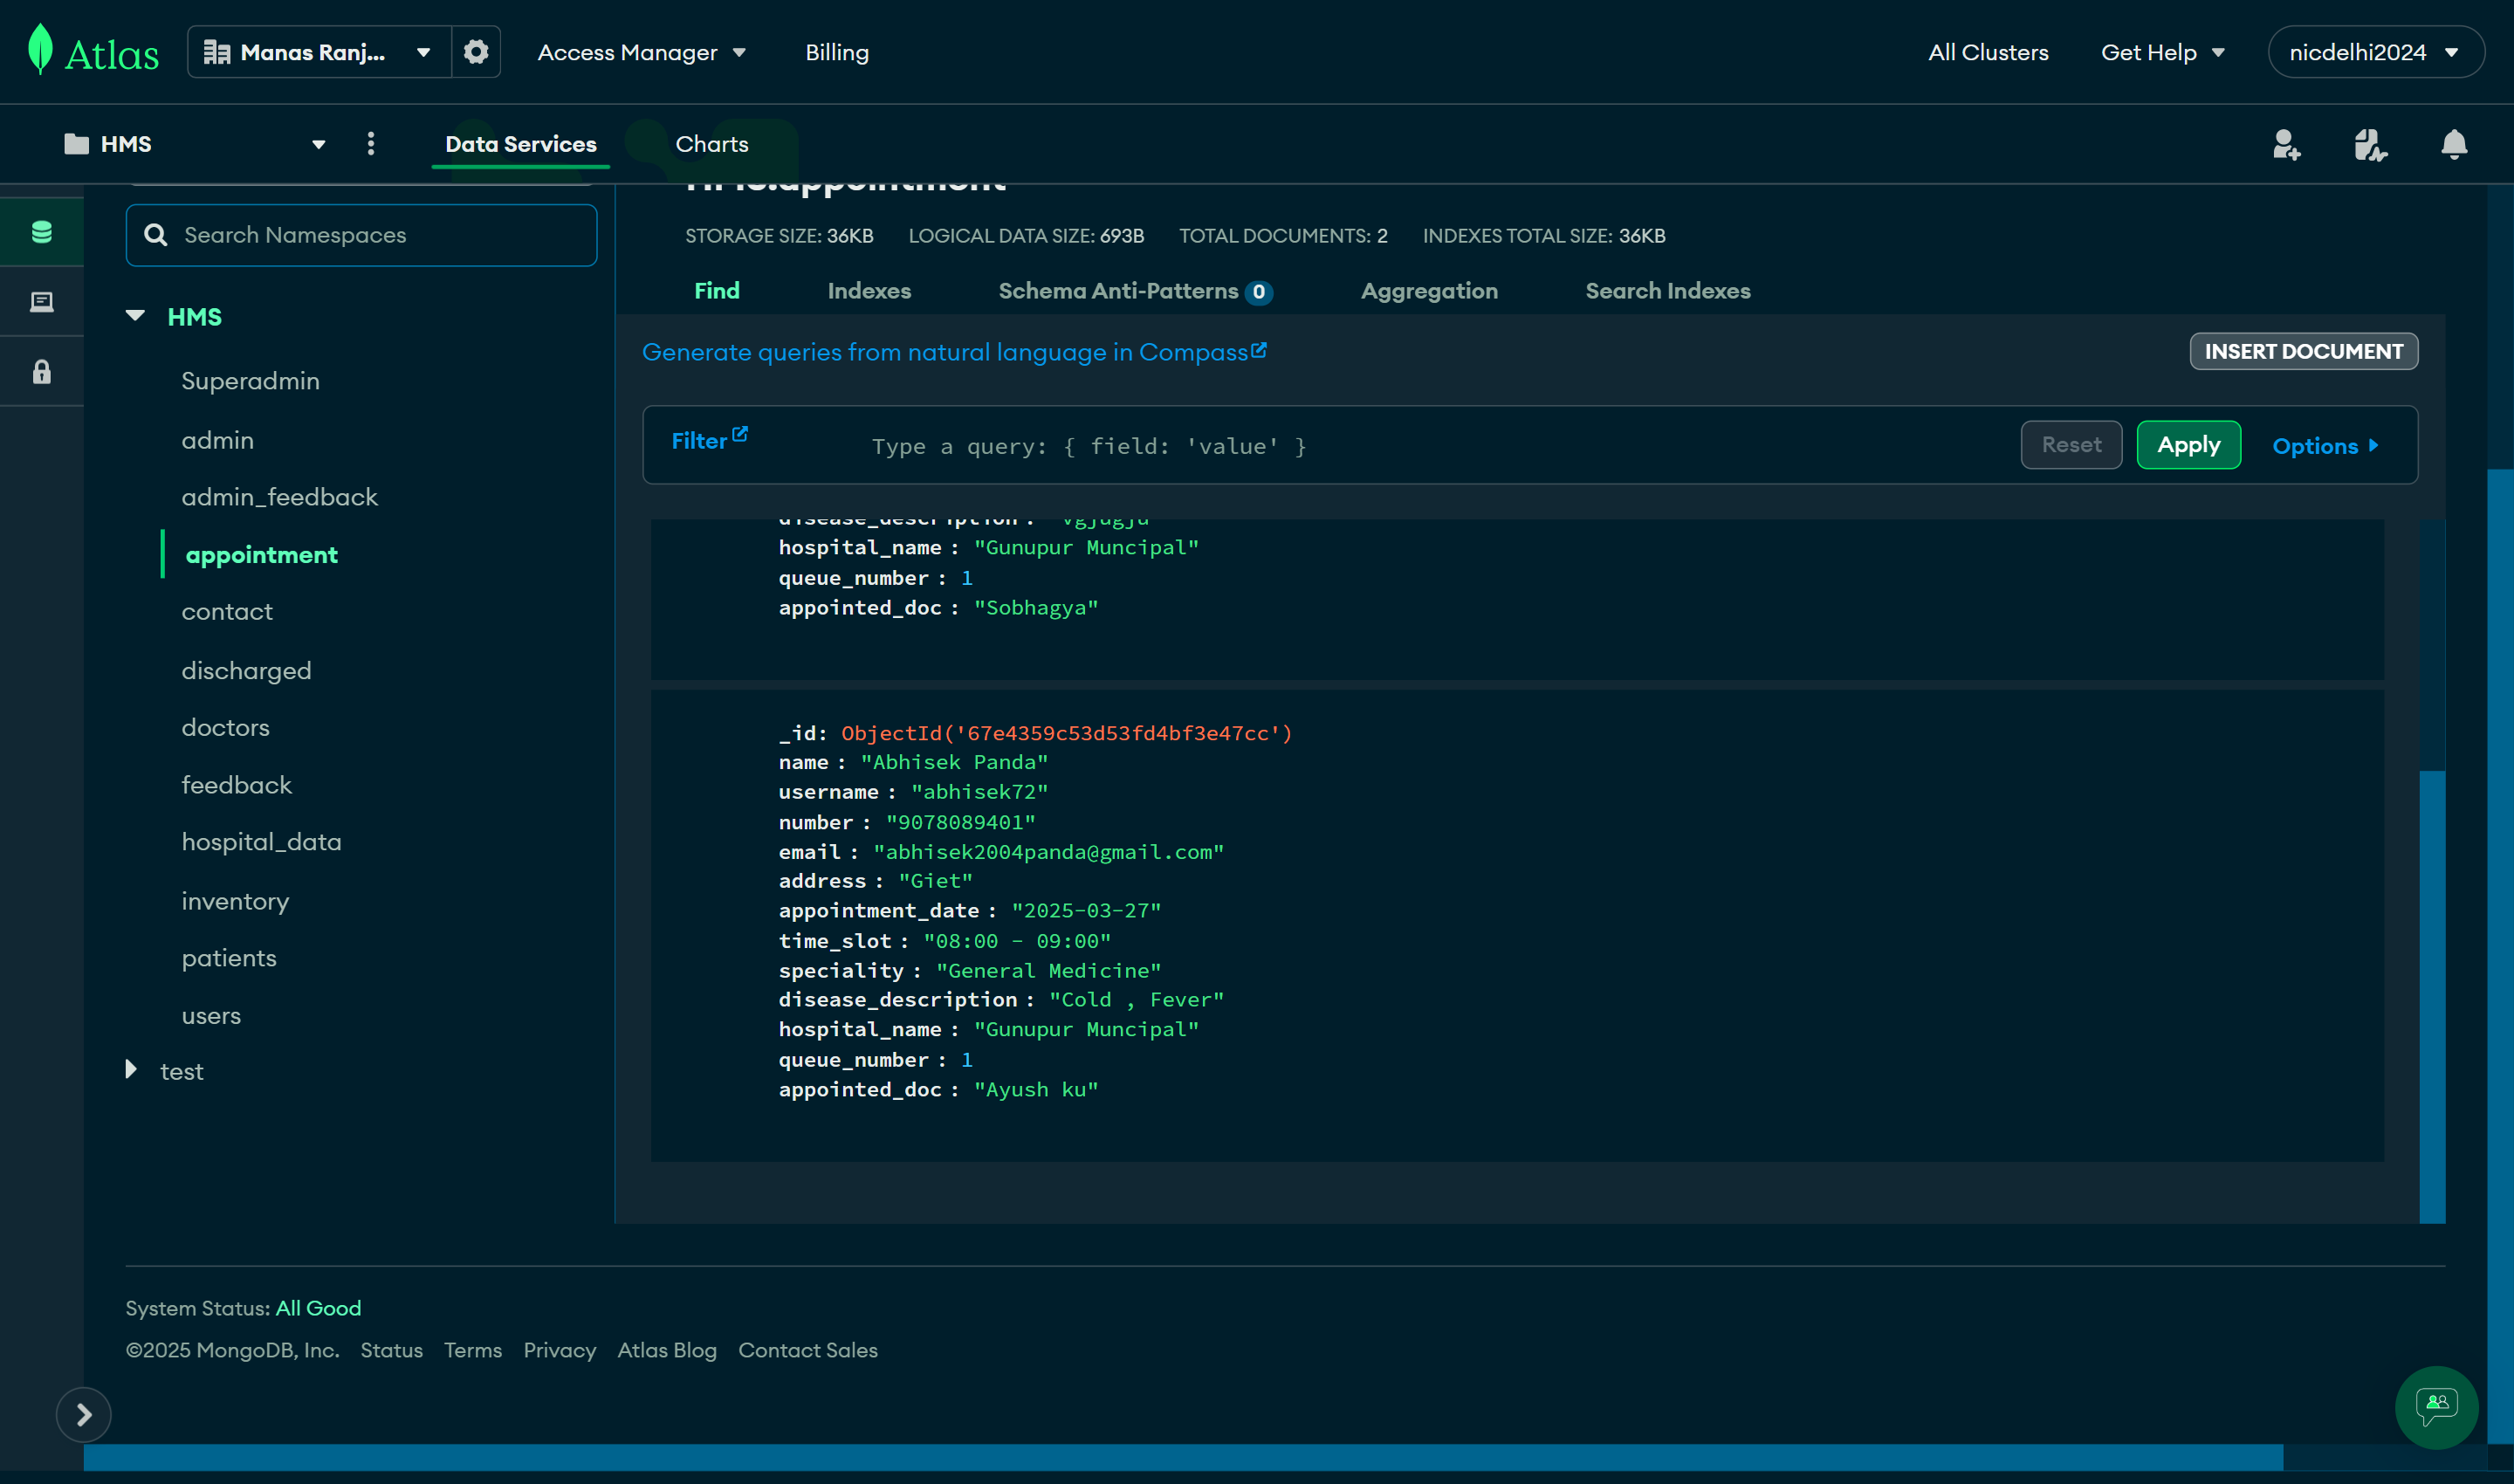 Atlas
Manas Ranj...
Access Manager
Billing
All Clusters
Get Help
nicdelhi2024
HMS
Data Services
Charts
HMS.appointment
Search Namespaces
STORAGE SIZE: 36KB LOGICAL DATA SIZE: 693B TOTAL DOCUMENTS: 2 INDEXES TOTAL SIZE: 36KB
Find Indexes Schema Anti-Patterns 0 Aggregation Search Indexes
HMS
Superadmin
admin
admin_feedback
appointment
contact
discharged
doctors
feedback
hospital_data
inventory
patients
users
test
Generate queries from natural language in Compass
INSERT DOCUMENT
Filter
Type a query: { field: 'value' }
Reset
Apply
Options
disease_description : "vgjugju"
hospital_name : "Gunupur Muncipal"
queue_number : 1
appointed_doc : "Sobhagya"
_id: ObjectId('67e4359c53d53fd4bf3e47cc')
name : "Abhisek Panda"
username : "abhisek72"
number : "9078089401"
email : "abhisek2004panda@gmail.com"
address : "Giet"
appointment_date : "2025-03-27"
time_slot : "08:00 - 09:00"
speciality : "General Medicine"
disease_description : "Cold , Fever"
hospital_name : "Gunupur Muncipal"
queue_number : 1
appointed_doc : "Ayush ku"
System Status: All Good
©2025 MongoDB, Inc. Status Terms Privacy Atlas Blog Contact Sales